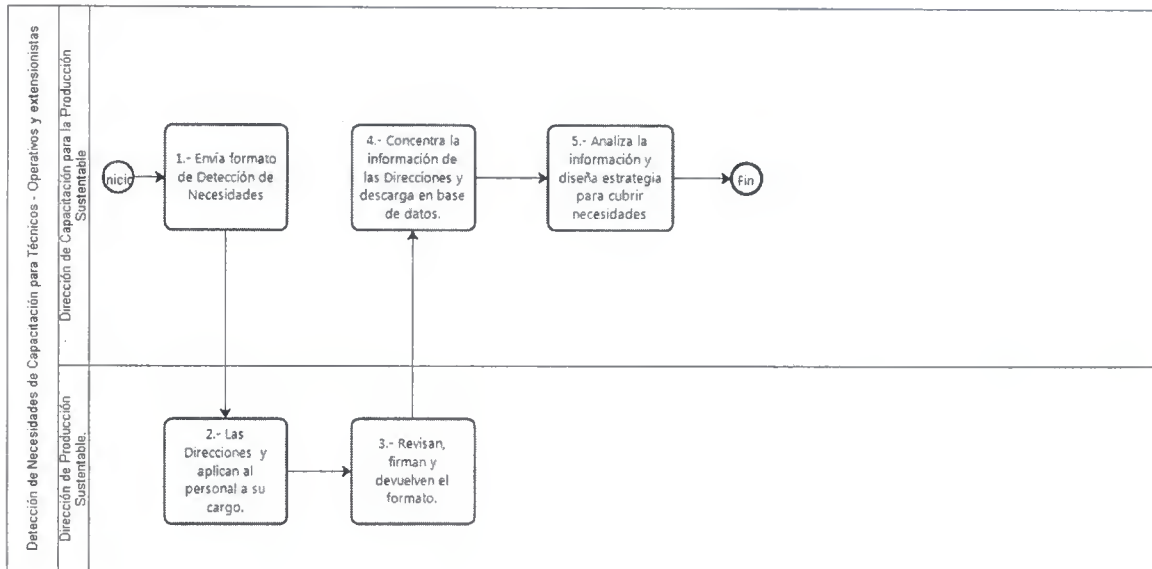 Detección de Necesidades de Capacitación para Técnicos - Operativos y extensionistas
Dirección de Capacitación para la Producción
Sustentable
nicio
1.- Envía formato
de Detección de
Necesidades
4.- Concentra la
información de
las Direcciones y
descarga en base
de datos.
5.- Analiza la
información y
diseña estrategia
para cubrir
necesidades
fin
Dirección de Producción
Sustentable.
2.- Las
Direcciones y
aplican al
personal a su
cargo.
3.- Revisan,
firman y
devuelven el
formato.